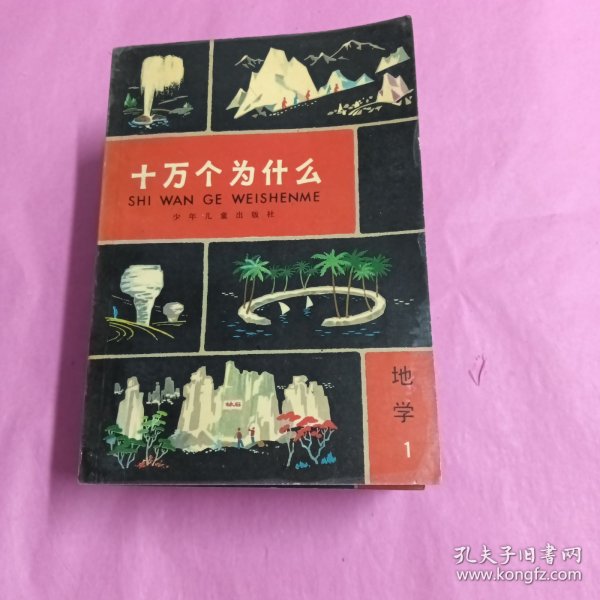 十万个为什么
SHI WAN GE WEISHENME
少年儿童出版社
地学
1
孔夫子旧书网
www.kongfz.com